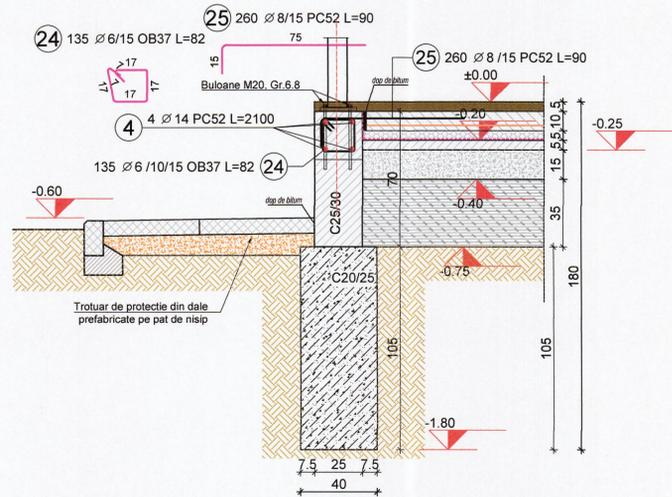 25 260 Ø 8/15 PC52 L=90
24 135 Ø 6/15 OB37 L=82
75
15
17
7
7
17
17
17
Buloane M20, Gr.6.8
dop de bitum
25 260 Ø 8 /15 PC52 L=90
±0.00
4 4 Ø 14 PC52 L=2100
-0.20
-0.25
10 5
5 5
135 Ø 6 /10/15 OB37 L=82 24
15
70
-0.60
-0.40
dop de bitum
C25/30
35
180
-0.75
C20/25
Trotuar de protectie din dale
prefabricate pe pat de nisip
105
105
-1.80
7.5 25 7.5
40